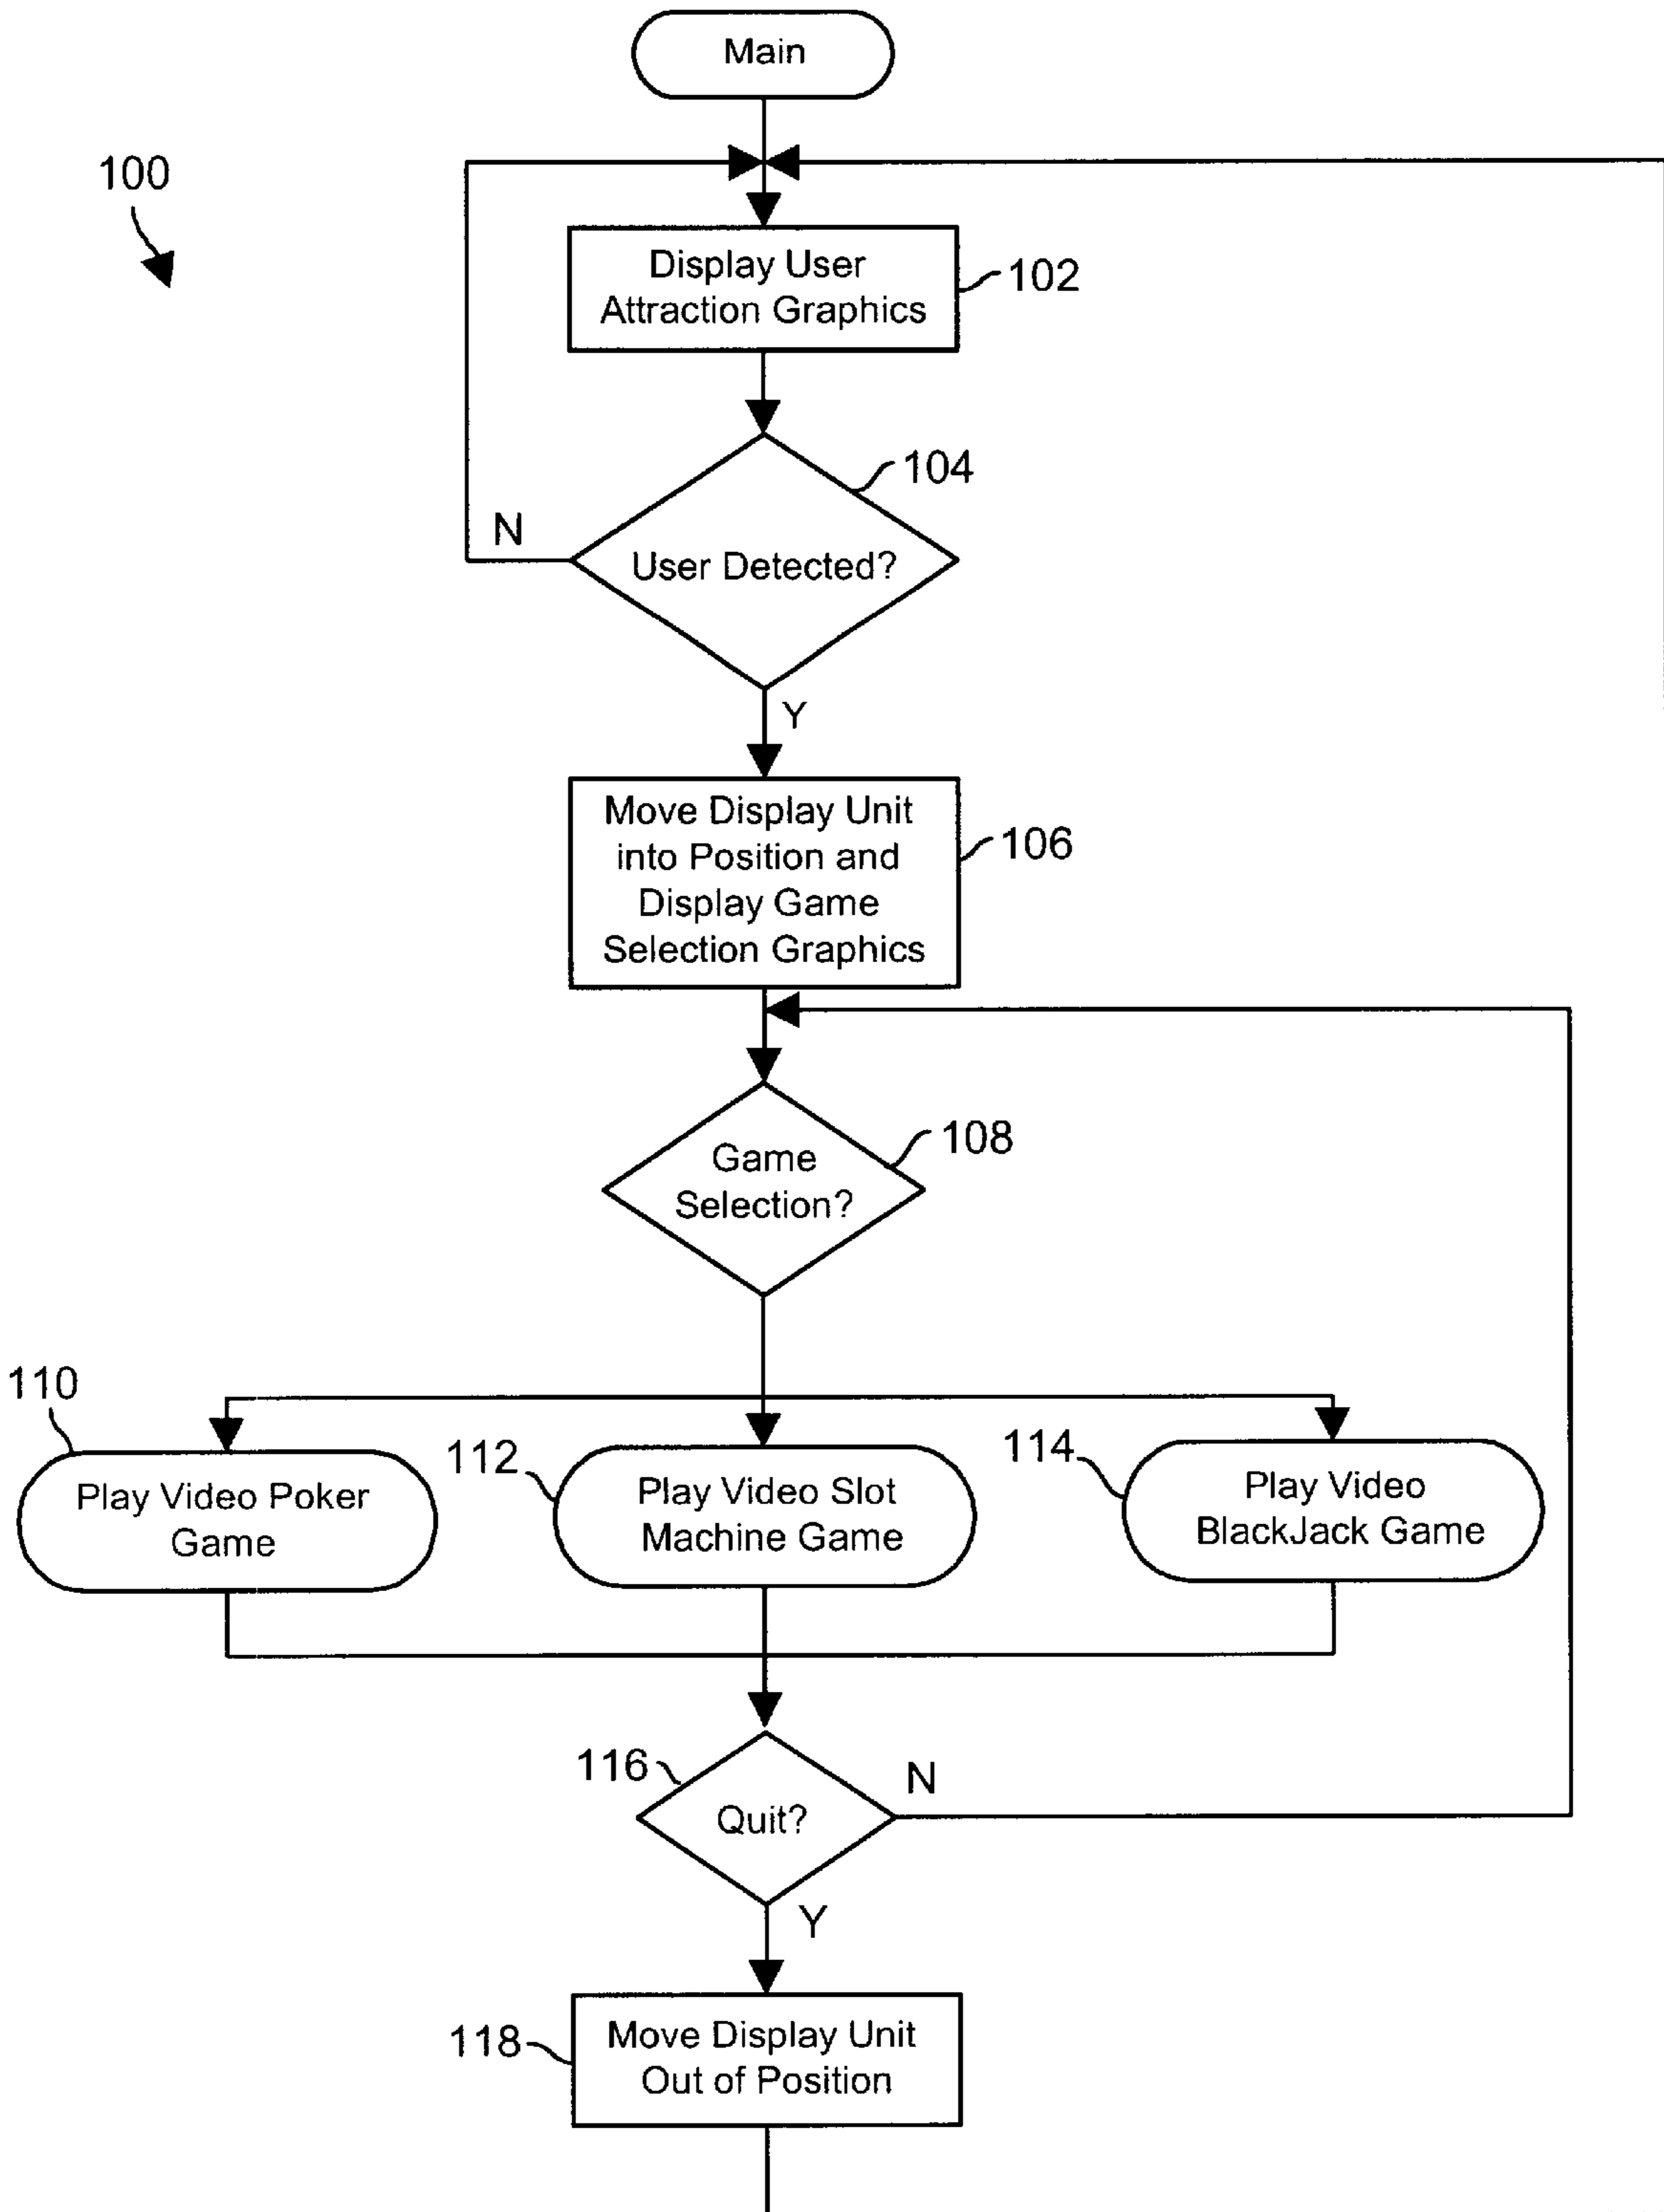 Main
100
Display User
Attraction Graphics
102
104
N
User Detected?
Y
Move Display Unit
into Position and
Display Game
Selection Graphics
106
108
Game
Selection?
110
Play Video Poker
Game
112
Play Video Slot
Machine Game
114
Play Video
BlackJack Game
116
Quit?
N
Y
118
Move Display Unit
Out of Position